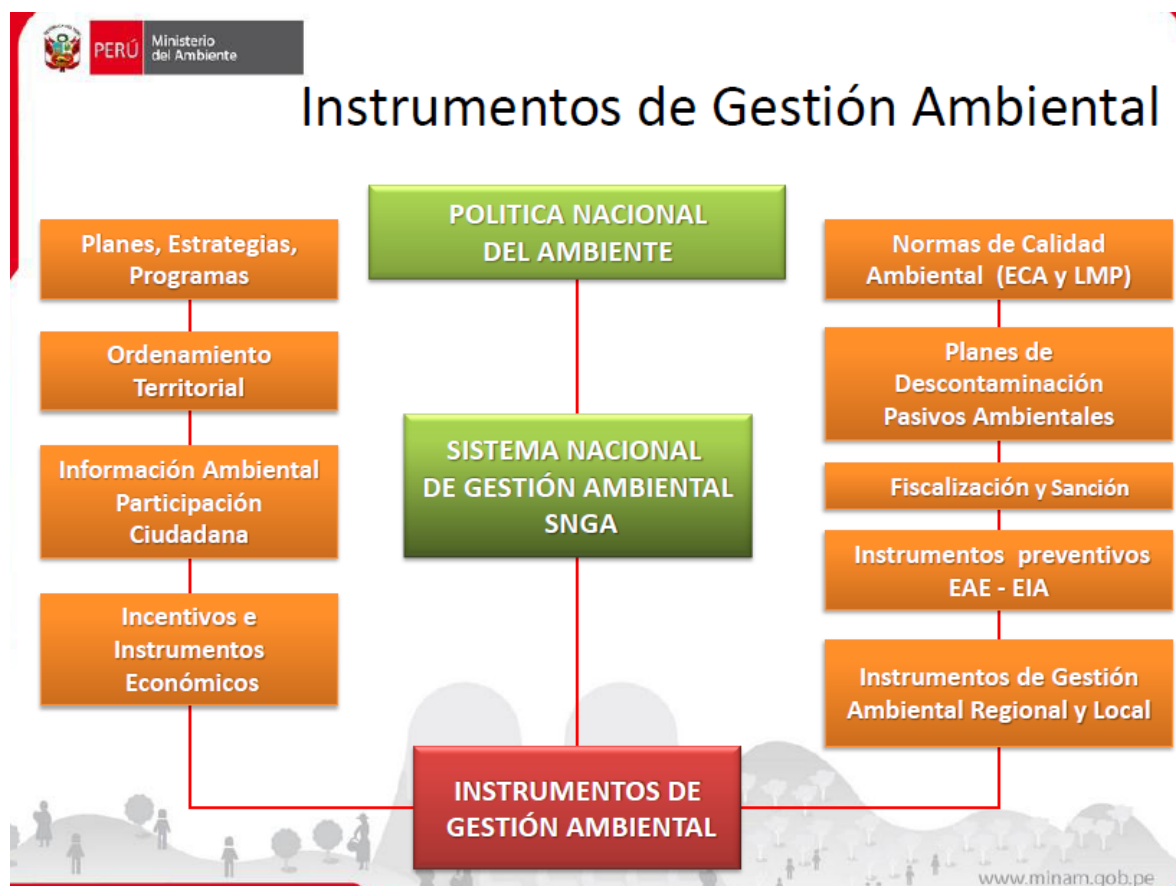 PERÚ
Ministerio
del Ambiente
Instrumentos de Gestión Ambiental
POLITICA NACIONAL
DEL AMBIENTE
SISTEMA NACIONAL
DE GESTIÓN AMBIENTAL
SNGA
Planes, Estrategias,
Programas
Ordenamiento
Territorial
Información Ambiental
Participación
Ciudadana
Incentivos e
Instrumentos
Económicos
Normas de Calidad
Ambiental (ECA y LMP)
Planes de
Descontaminación
Pasivos Ambientales
Fiscalización y Sanción
Instrumentos preventivos
EAE - EIA
Instrumentos de Gestión
Ambiental Regional y Local
INSTRUMENTOS DE
GESTIÓN AMBIENTAL
www.minam.gob.pe